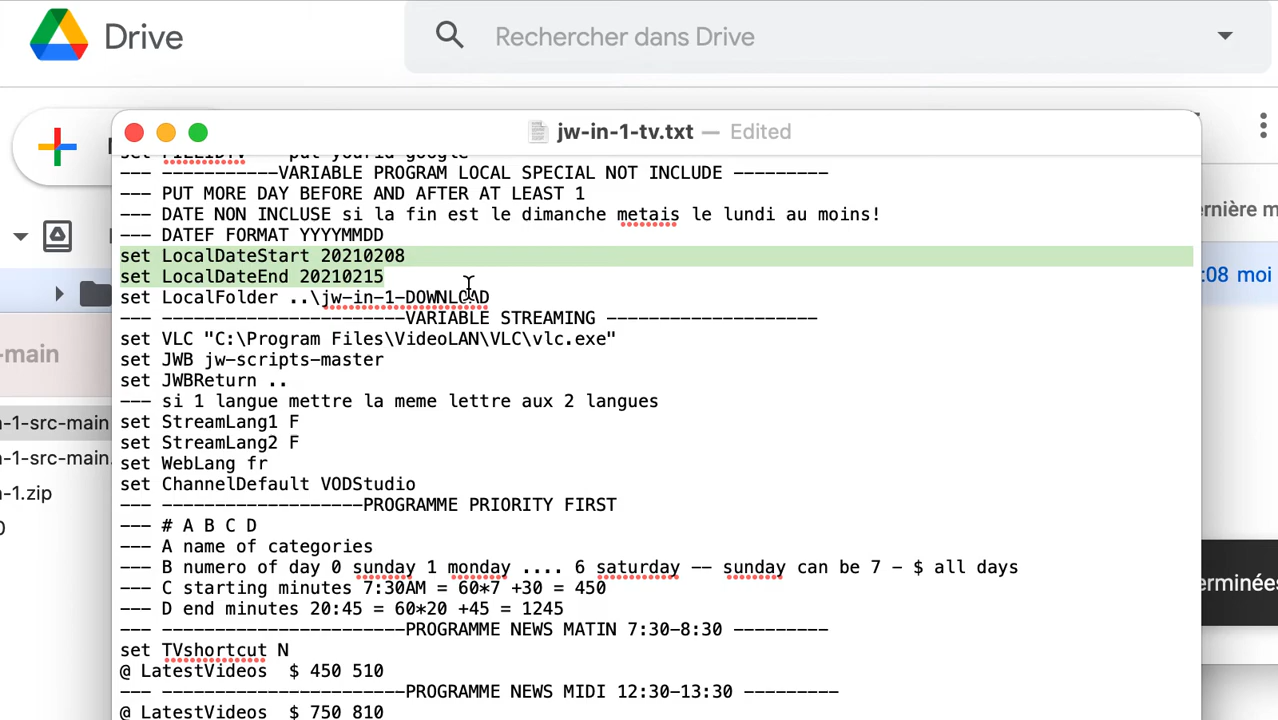 Drive
Rechercher dans Drive
jw-in-1-tv.txt — Edited
--- -----------VARIABLE PROGRAM LOCAL SPECIAL NOT INCLUDE ---------
--- PUT MORE DAY BEFORE AND AFTER AT LEAST 1
--- DATE NON INCLUSE si la fin est le dimanche metais le lundi au moins!
--- DATEF FORMAT YYYYMMDD
set LocalDateStart 20210208
set LocalDateEnd 20210215
set LocalFolder ..\jw-in-1-DOWNLOAD
--- -----------------------VARIABLE STREAMING --------------------
set VLC "C:\Program Files\VideoLAN\VLC\vlc.exe"
set JWB jw-scripts-master
set JWBReturn ..
--- si 1 langue mettre la meme lettre aux 2 langues
set StreamLang1 F
set StreamLang2 F
set WebLang fr
set ChannelDefault VODStudio
--- -------------------PROGRAMME PRIORITY FIRST
--- # A B C D
--- A name of categories
--- B numero of day 0 sunday 1 monday .... 6 saturday -- sunday can be 7 - $ all days
--- C starting minutes 7:30AM = 60*7 +30 = 450
--- D end minutes 20:45 = 60*20 +45 = 1245
--- -----------------------PROGRAMME NEWS MATIN 7:30-8:30 ---------
set TVshortcut N
@ LatestVideos  $ 450 510
--- -----------------------PROGRAMME NEWS MIDI 12:30-13:30 ---------
@ LatestVideos  $ 750 810
-main
n-1-src-main
n-1-src-main.
n-1.zip
0
ernière m
:08 moi
erminées